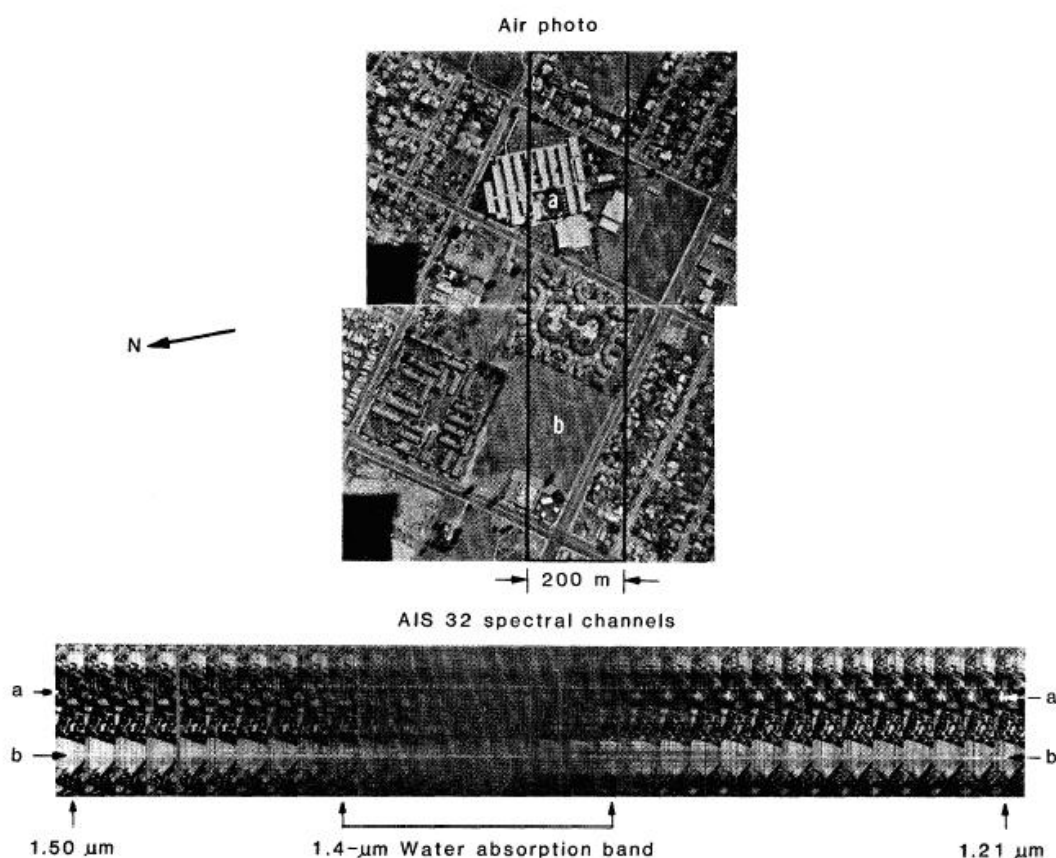 Air photo
a
N
b
200 m
AIS 32 spectral channels
a
a
b
b
1.50 μm
1.4-μm Water absorption band
1.21 μm